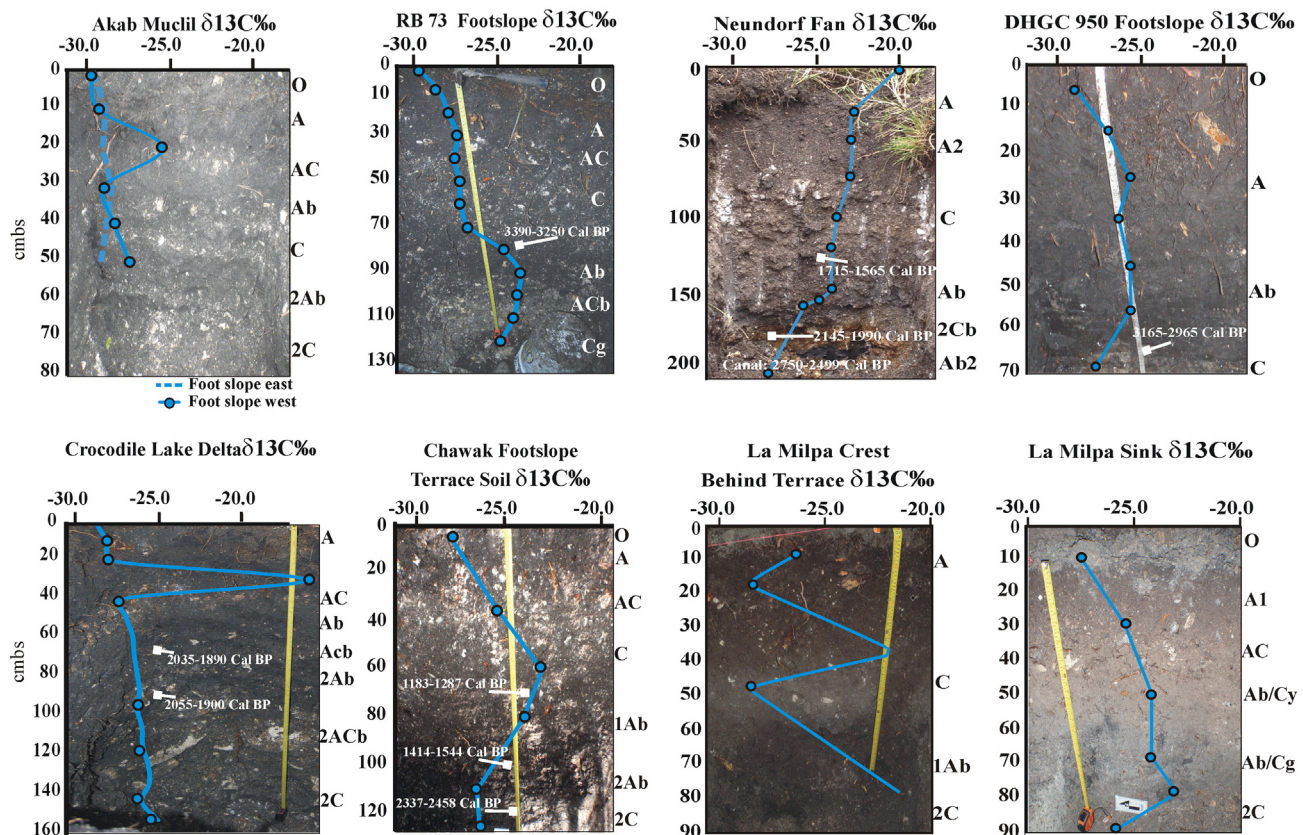 Akab Muclil δ13C‰
-30.0 -25.0 -20.0
0
10
20
30
40
50
60
70
80
cmbs
O
A
AC
Ab
C
2Ab
2C
Foot slope east
Foot slope west
RB 73 Footslope δ13C‰
-30.0 -25.0 -20.0
0
10
30
50
70
90
110
130
3390-3250 Cal BP
O
A
AC
C
Ab
ACb
Cg
Neundorf Fan δ13C‰
-30.0 -25.0 -20.0
0
50
100
150
200
A
1715-1565 Cal BP
2145-1990 Cal BP
Canal: 2750-2499 Cal BP
A
A2
C
Ab
2Cb
Ab2
DHGC 950 Footslope δ13C‰
-30.0 -25.0 -20.0
0
10
20
30
40
50
60
70
3165-2965 Cal BP
O
A
Ab
C
Crocodile Lake Delta δ13C‰
-30.0 -25.0 -20.0
0
20
40
60
80
100
120
140
160
cmbs
2035-1890 Cal BP
2055-1900 Cal BP
A
AC
Ab
Acb
2Ab
2ACb
2C
Chawak Footslope
Terrace Soil δ13C‰
-30.0 -25.0 -20.0
0
20
40
60
80
100
120
1183-1287 Cal BP
1414-1544 Cal BP
2337-2458 Cal BP
O
A
AC
C
1Ab
2Ab
2C
La Milpa Crest
Behind Terrace δ13C‰
-30.0 -25.0 -20.0
0
10
20
30
40
50
60
70
80
90
A
C
1Ab
2C
La Milpa Sink δ13C‰
-30.0 -25.0 -20.0
0
10
20
30
40
50
60
70
80
90
O
A1
AC
Ab/Cy
Ab/Cg
2C